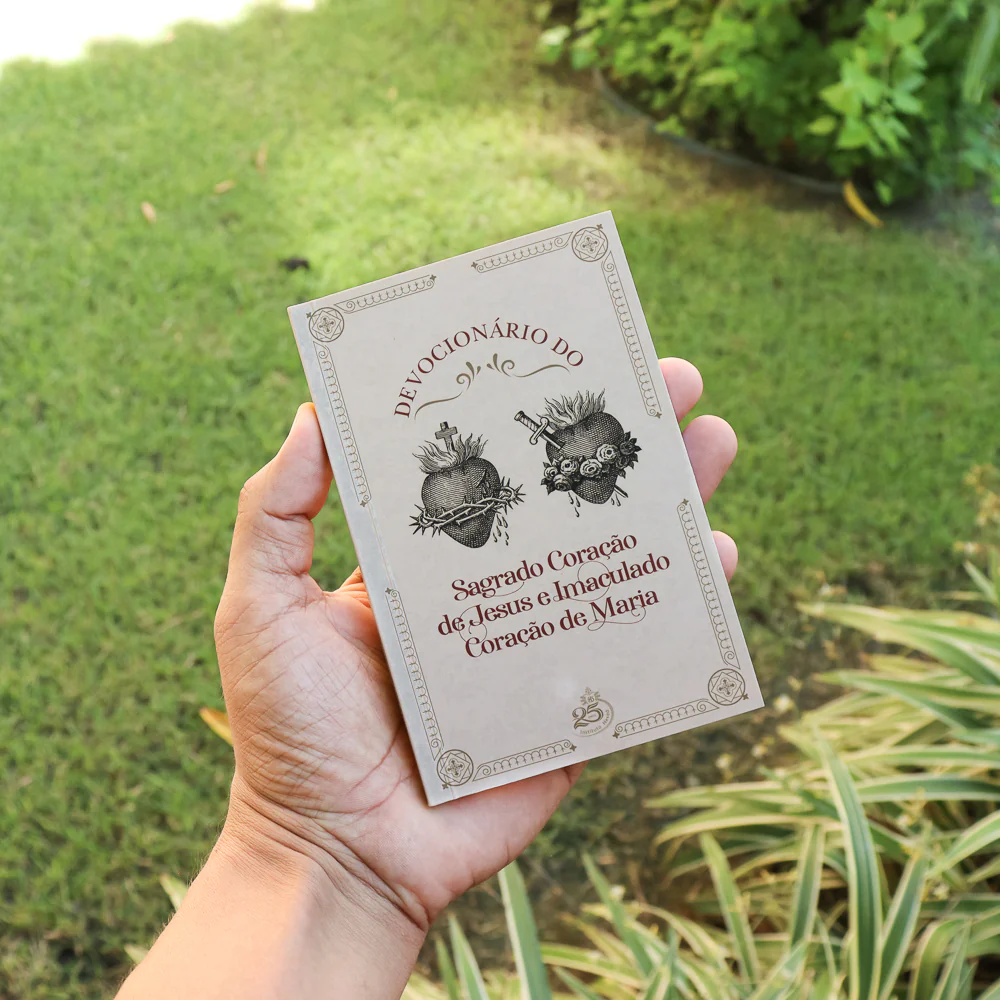 DEVOCIONÁRIO DO
Sagrado Coração
de Jesus e Imaculado
Coração de Maria
25